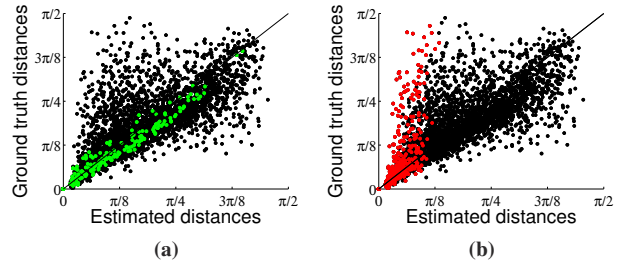 π/2
3π/8
π/4
π/8
0
Ground truth distances
0 π/8 π/4 3π/8 π/2
Estimated distances
(a)
π/2
3π/8
π/4
π/8
0
Ground truth distances
0 π/8 π/4 3π/8 π/2
Estimated distances
(b)